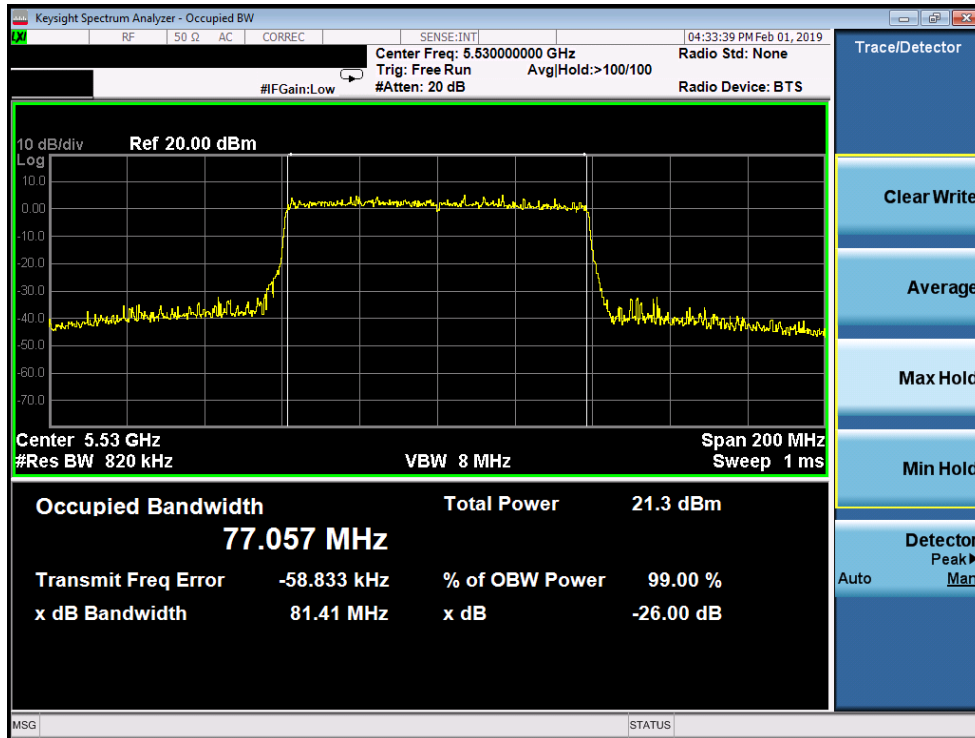 Keysight Spectrum Analyzer - Occupied BW
LXI RF 50 Ω AC CORREC SENSE:INT 04:33:39 PM Feb 01, 2019
Center Freq: 5.530000000 GHz Radio Std: None
Trig: Free Run Avg|Hold:>100/100
#IFGain:Low #Atten: 20 dB Radio Device: BTS
10 dB/div Ref 20.00 dBm
Log
10.0
0.00
-10.0
-20.0
-30.0
-40.0
-50.0
-60.0
-70.0
Center 5.53 GHz Span 200 MHz
#Res BW 820 kHz VBW 8 MHz Sweep 1 ms
Occupied Bandwidth Total Power 21.3 dBm
77.057 MHz
Transmit Freq Error -58.833 kHz % of OBW Power 99.00 %
x dB Bandwidth 81.41 MHz x dB -26.00 dB
MSG STATUS
Trace/Detector
Clear Write
Average
Max Hold
Min Hold
Detector
Peak▶
Auto Man